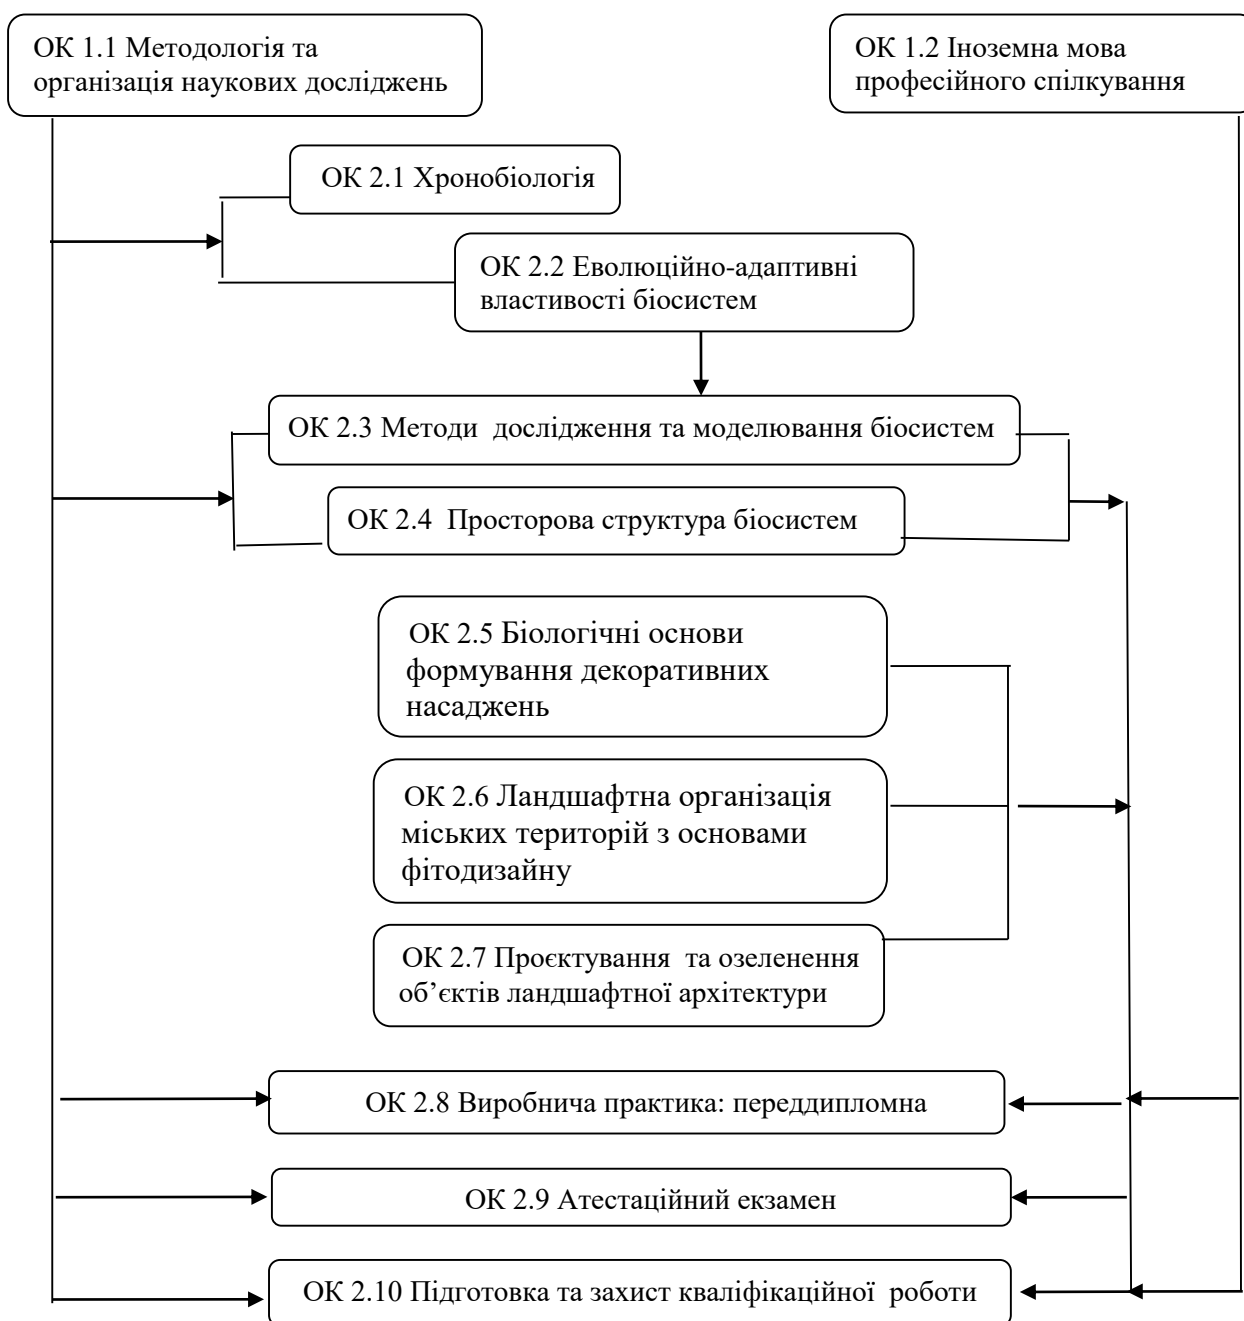 ОК 1.1 Методологія та
організація наукових досліджень
ОК 1.2 Іноземна мова
професійного спілкування
ОК 2.1 Хронобіологія
ОК 2.2 Еволюційно-адаптивні
властивості біосистем
ОК 2.3 Методи дослідження та моделювання біосистем
ОК 2.4 Просторова структура біосистем
ОК 2.5 Біологічні основи
формування декоративних
насаджень
ОК 2.6 Ландшафтна організація
міських територій з основами
фітодизайну
ОК 2.7 Проєктування та озеленення
об’єктів ландшафтної архітектури
ОК 2.8 Виробнича практика: переддипломна
ОК 2.9 Атестаційний екзамен
ОК 2.10 Підготовка та захист кваліфікаційної роботи